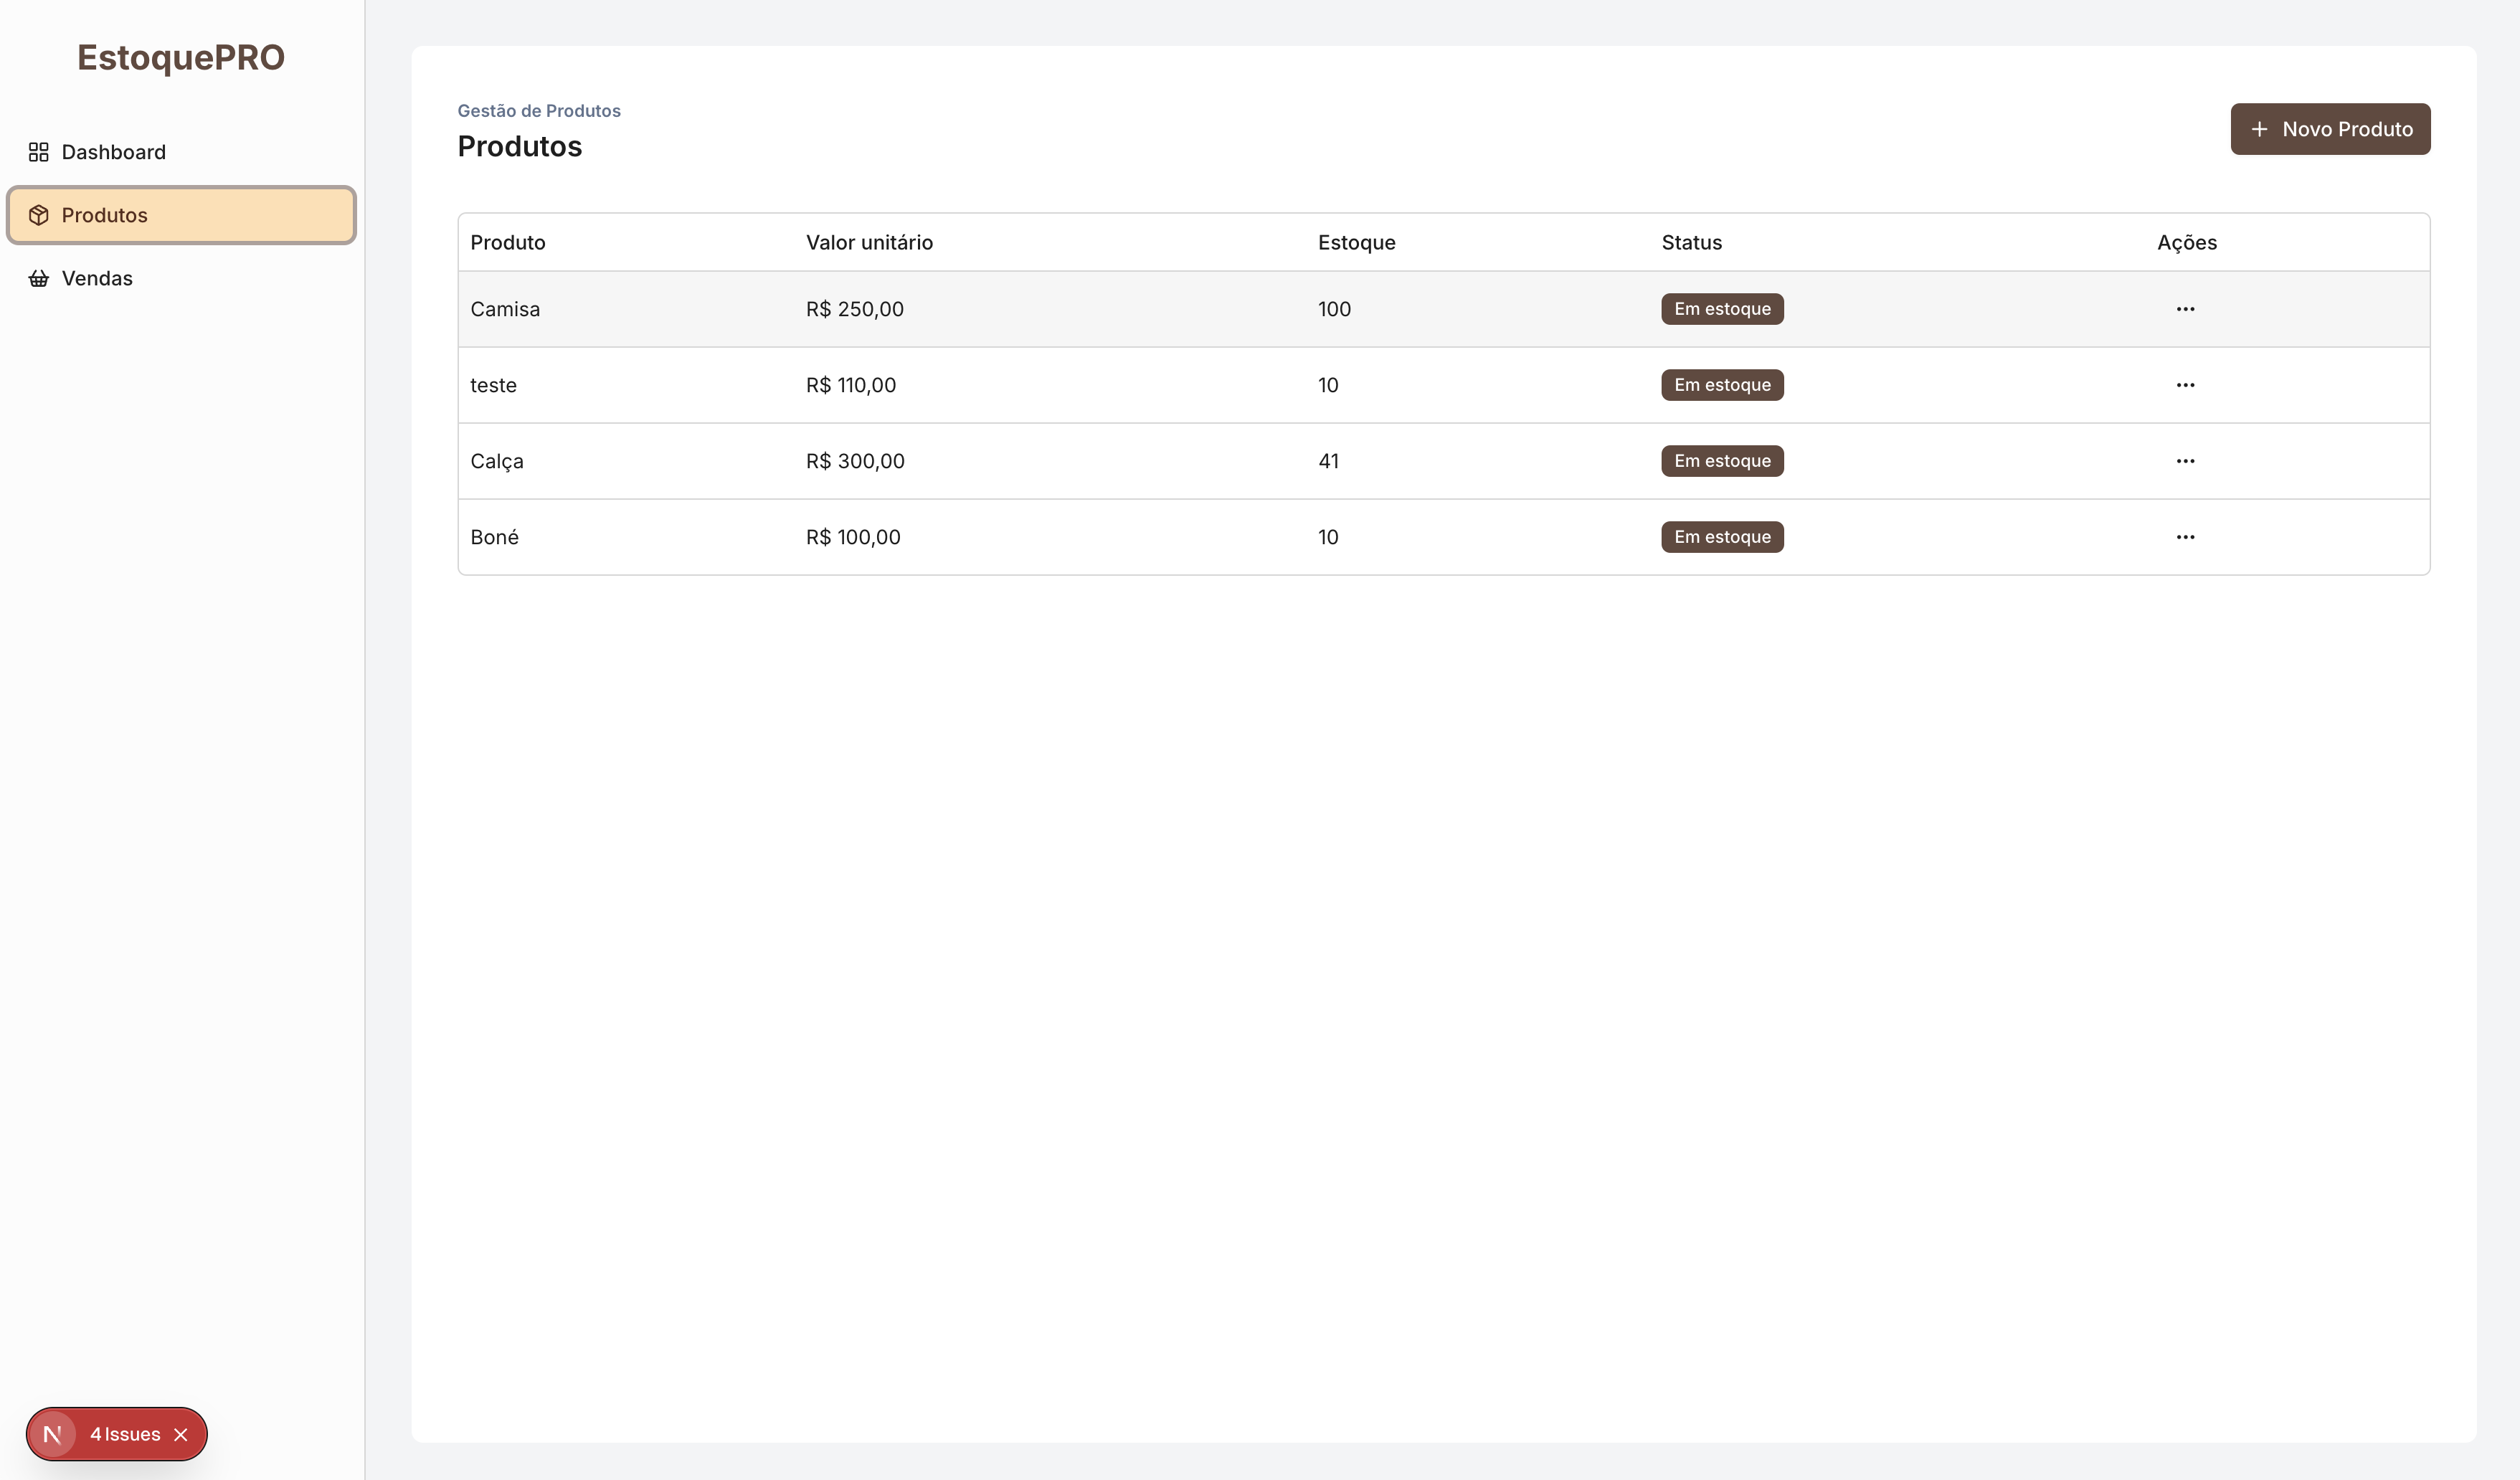 EstoquePRO
Dashboard
Produtos
Vendas
Gestão de Produtos
Produtos
+ Novo Produto
Produto Valor unitário Estoque Status Ações
Camisa R$ 250,00 100 Em estoque ...
teste R$ 110,00 10 Em estoque ...
Calça R$ 300,00 41 Em estoque ...
Boné R$ 100,00 10 Em estoque ...
N 4 Issues